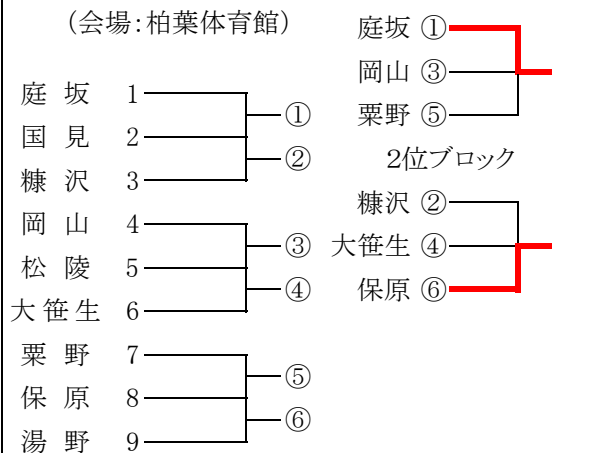 (会場:柏葉体育館)
庭坂 1
国見 2
糠沢 3
岡山 4
松陵 5
大笹生 6
粟野 7
保原 8
湯野 9
①
②
③
④
⑤
⑥
庭坂 ①
岡山 ③
粟野 ⑤
2位ブロック
糠沢 ②
大笹生 ④
保原 ⑥